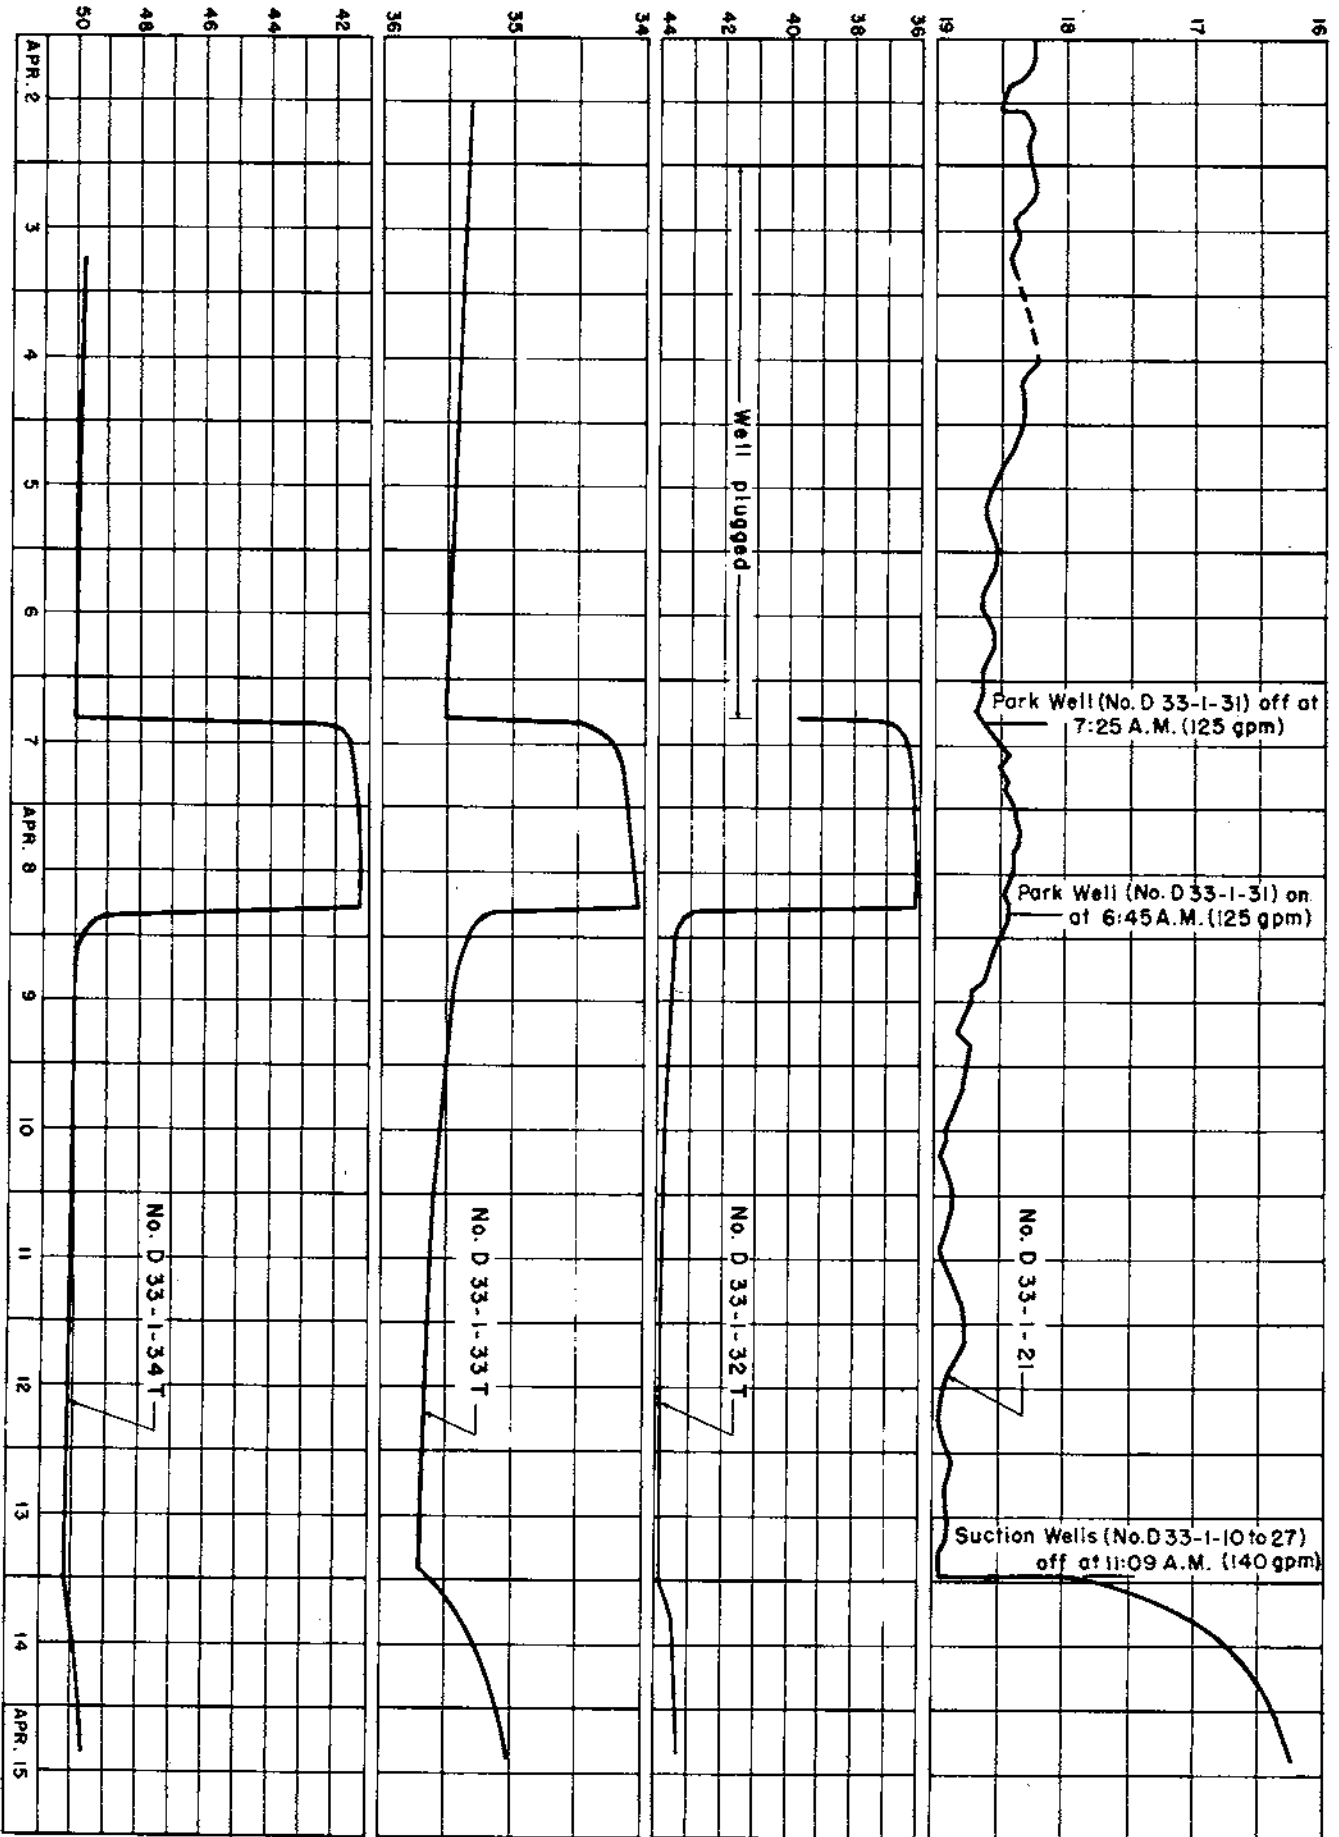 16
17
18
19
36
38
40
42
44
34
35
36
42
44
46
48
50
Park Well (No. D 33-1-31) off at
7:25 A.M. (125 gpm)
Park Well (No. D 33-1-31) on
at 6:45 A.M. (125 gpm)
No. D 33-1-21
Suction Wells (No. D 33-1-10 to 27)
off at 11:09 A.M. (140 gpm)
Well plugged
No. D 33-1-32 T
No. D 33-1-33 T
No. D 33-1-34 T
APR. 2
3
4
5
6
7
APR. 8
9
10
11
12
13
14
APR. 15